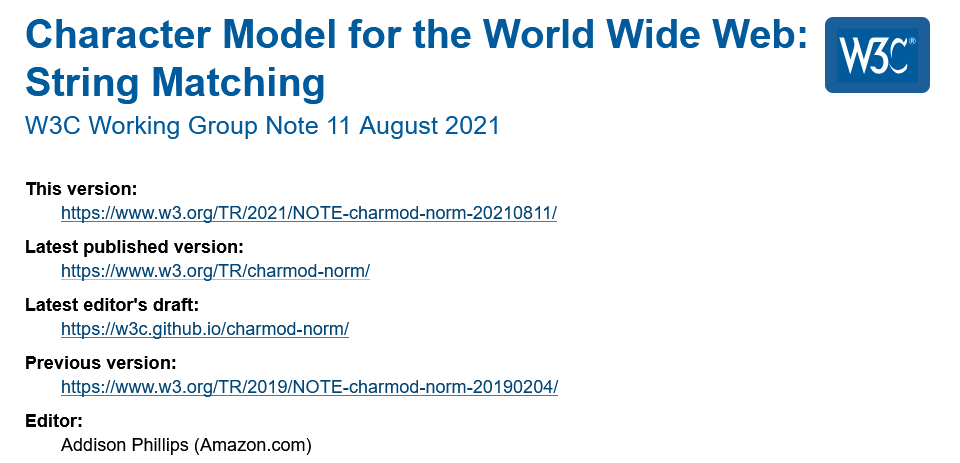 Character Model for the World Wide Web:
String Matching
W3C®
W3C Working Group Note 11 August 2021
This version:
https://www.w3.org/TR/2021/NOTE-charmod-norm-20210811/
Latest published version:
https://www.w3.org/TR/charmod-norm/
Latest editor's draft:
https://w3c.github.io/charmod-norm/
Previous version:
https://www.w3.org/TR/2019/NOTE-charmod-norm-20190204/
Editor:
Addison Phillips (Amazon.com)